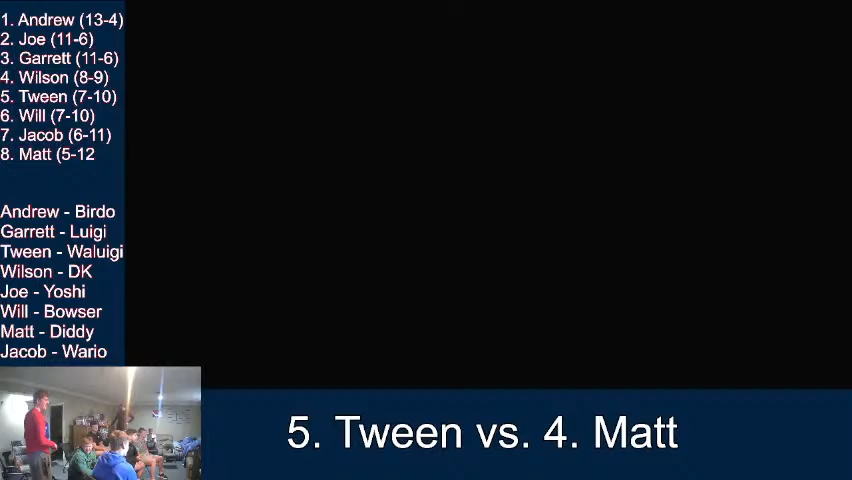 1. Andrew (13-4)
2. Joe (11-6)
3. Garrett (11-6)
4. Wilson (8-9)
5. Tween (7-10)
6. Will (7-10)
7. Jacob (6-11)
8. Matt (5-12
Andrew - Birdo
Garrett - Luigi
Tween - Waluigi
Wilson - DK
Joe - Yoshi
Will - Bowser
Matt - Diddy
Jacob - Wario
5. Tween vs. 4. Matt